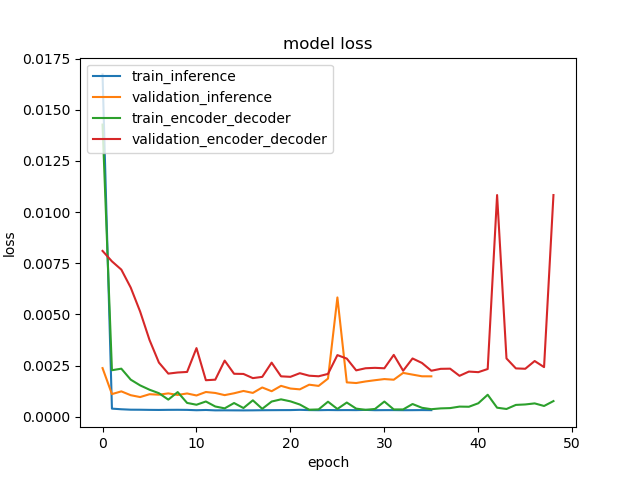 model loss
train_inference
validation_inference
train_encoder_decoder
validation_encoder_decoder
0.0175
0.0150
0.0125
0.0100
0.0075
0.0050
0.0025
0.0000
loss
0 10 20 30 40 50
epoch